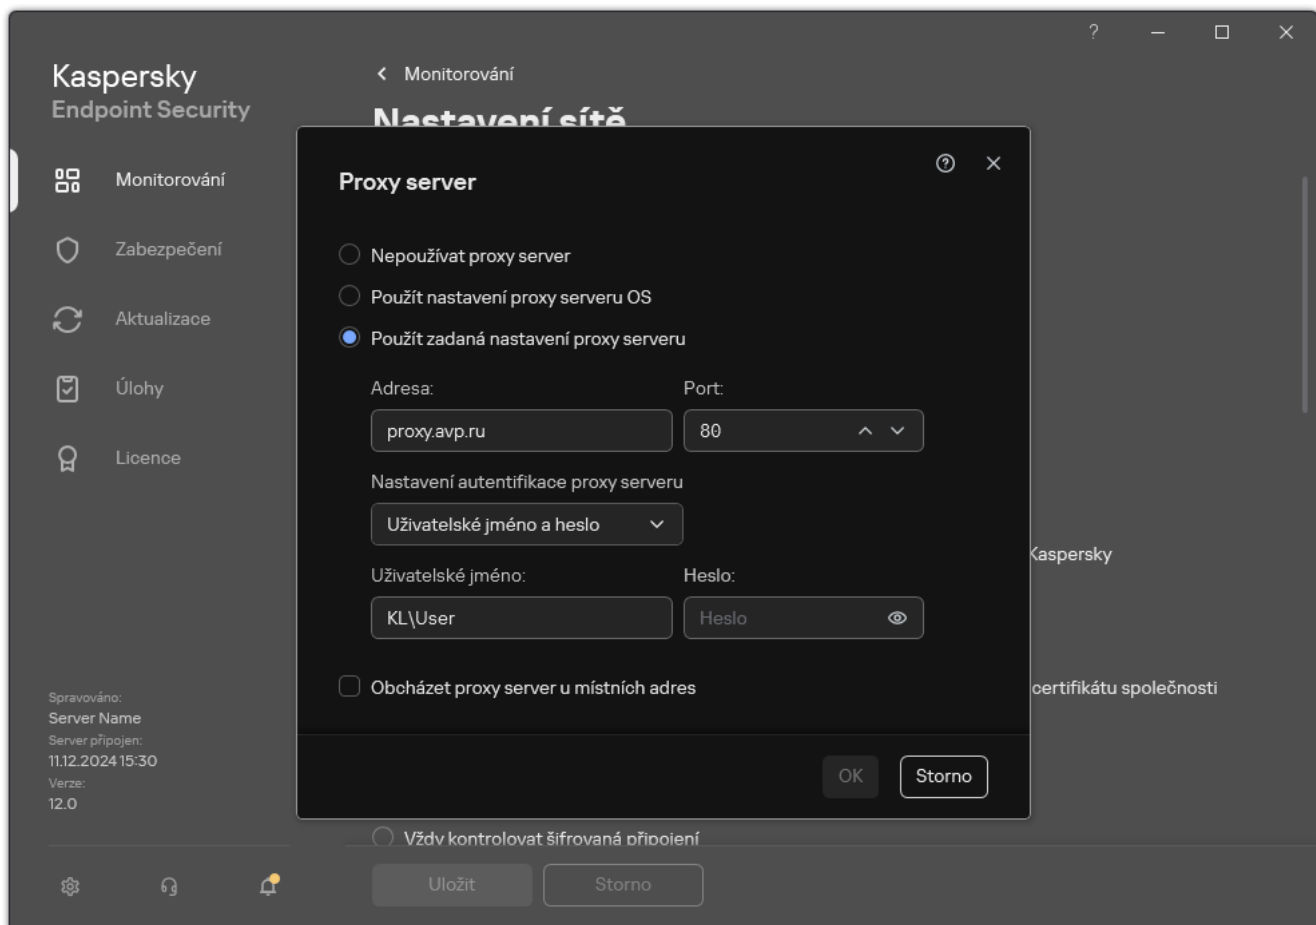 ?
Kaspersky
Endpoint Security
Monitorování
Zabezpečení
Aktualizace
Úlohy
Licence
Spravováno:
Server Name
Server připojen:
11.12.2024 15:30
Verze:
12.0
Monitorování
Nastavení sítě
Proxy server
Nepoužívat proxy server
Použít nastavení proxy serveru OS
Použít zadaná nastavení proxy serveru
Adresa: Port:
proxy.avp.ru 80
Nastavení autentifikace proxy serveru
Uživatelské jméno a heslo
Uživatelské jméno: Heslo:
KL\User Heslo
Obcházet proxy server u místních adres
OK Storno
Kaspersky
certifikátu společnosti
Vždy kontrolovat šifrovaná připojení
Uložit Storno